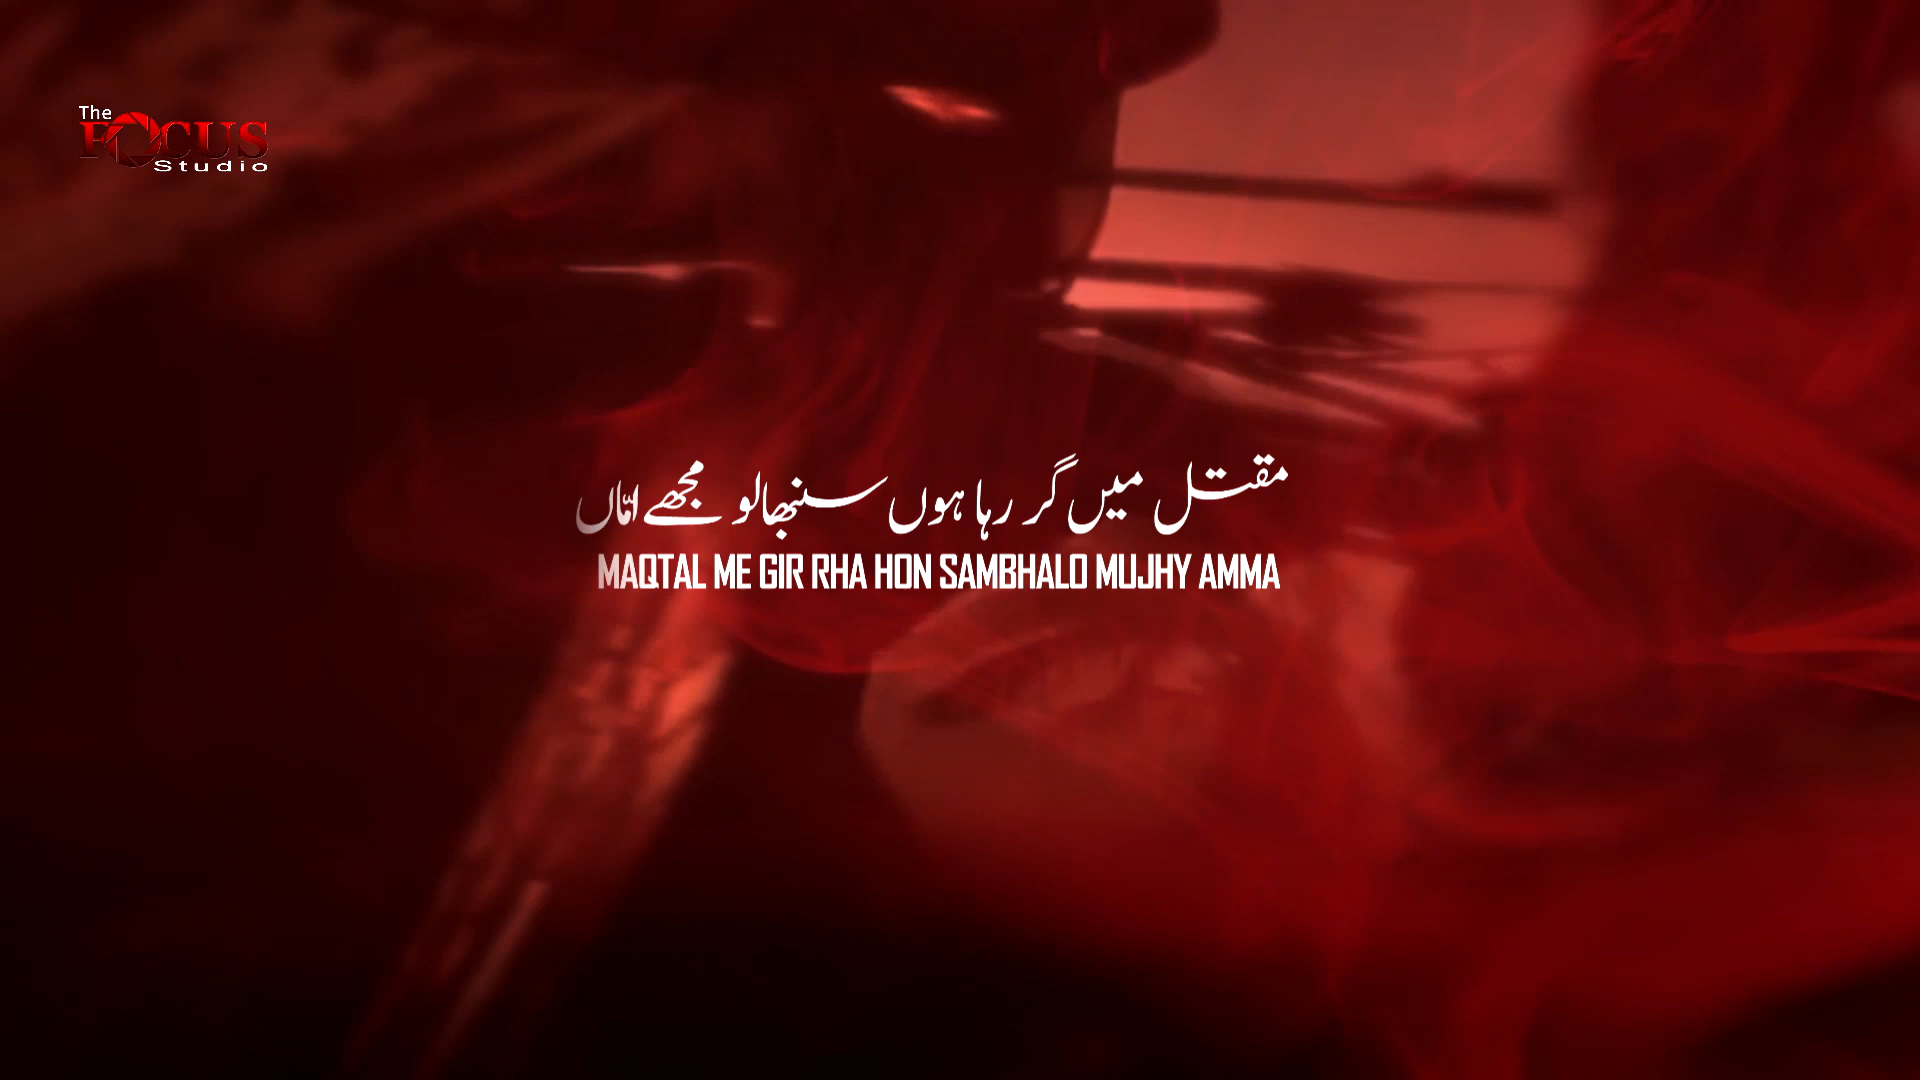 The
FOCUS
Studio
مقتل میں گر رہا ہوں سنبھالو مجھے امّاں
MAQTAL ME GIR RHA HON SAMBHALO MUJHY AMMA